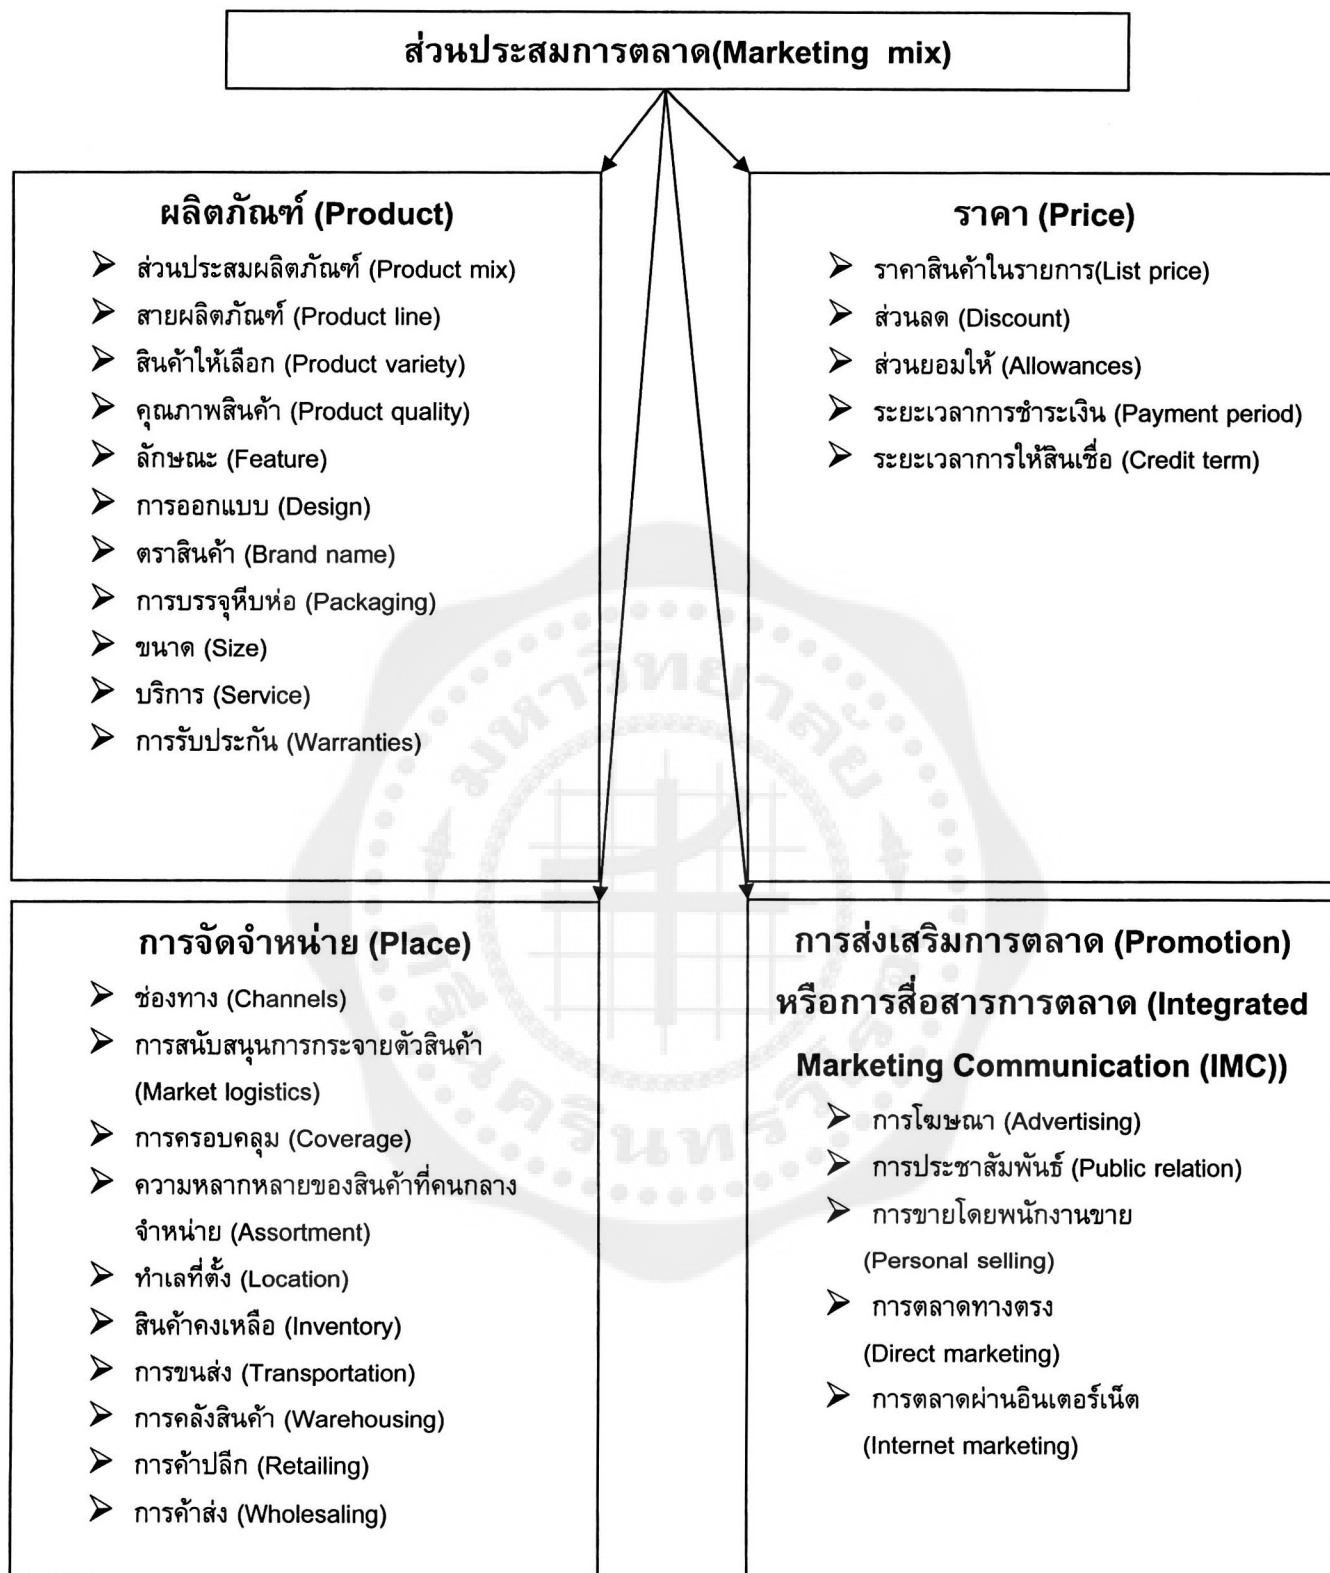 ส่วนประสมการตลาด(Marketing mix)
ผลิตภัณฑ์ (Product)
➢ ส่วนประสมผลิตภัณฑ์ (Product mix)
➢ สายผลิตภัณฑ์ (Product line)
➢ สินค้าให้เลือก (Product variety)
➢ คุณภาพสินค้า (Product quality)
➢ ลักษณะ (Feature)
➢ การออกแบบ (Design)
➢ ตราสินค้า (Brand name)
➢ การบรรจุหีบห่อ (Packaging)
➢ ขนาด (Size)
➢ บริการ (Service)
➢ การรับประกัน (Warranties)
ราคา (Price)
➢ ราคาสินค้าในรายการ(List price)
➢ ส่วนลด (Discount)
➢ ส่วนยอมให้ (Allowances)
➢ ระยะเวลาการชำระเงิน (Payment period)
➢ ระยะเวลาการให้สินเชื่อ (Credit term)
การจัดจำหน่าย (Place)
➢ ช่องทาง (Channels)
➢ การสนับสนุนการกระจายตัวสินค้า
(Market logistics)
➢ การครอบคลุม (Coverage)
➢ ความหลากหลายของสินค้าที่คนกลาง
จำหน่าย (Assortment)
➢ ทำเลที่ตั้ง (Location)
➢ สินค้าคงเหลือ (Inventory)
➢ การขนส่ง (Transportation)
➢ การคลังสินค้า (Warehousing)
➢ การค้าปลีก (Retailing)
➢ การค้าส่ง (Wholesaling)
การส่งเสริมการตลาด (Promotion)
หรือการสื่อสารการตลาด (Integrated
Marketing Communication (IMC))
➢ การโฆษณา (Advertising)
➢ การประชาสัมพันธ์ (Public relation)
➢ การขายโดยพนักงานขาย
(Personal selling)
➢ การตลาดทางตรง
(Direct marketing)
➢ การตลาดผ่านอินเตอร์เน็ต
(Internet marketing)
มหาวิทยาลัย
ศรีนครินทรวิโรฒ